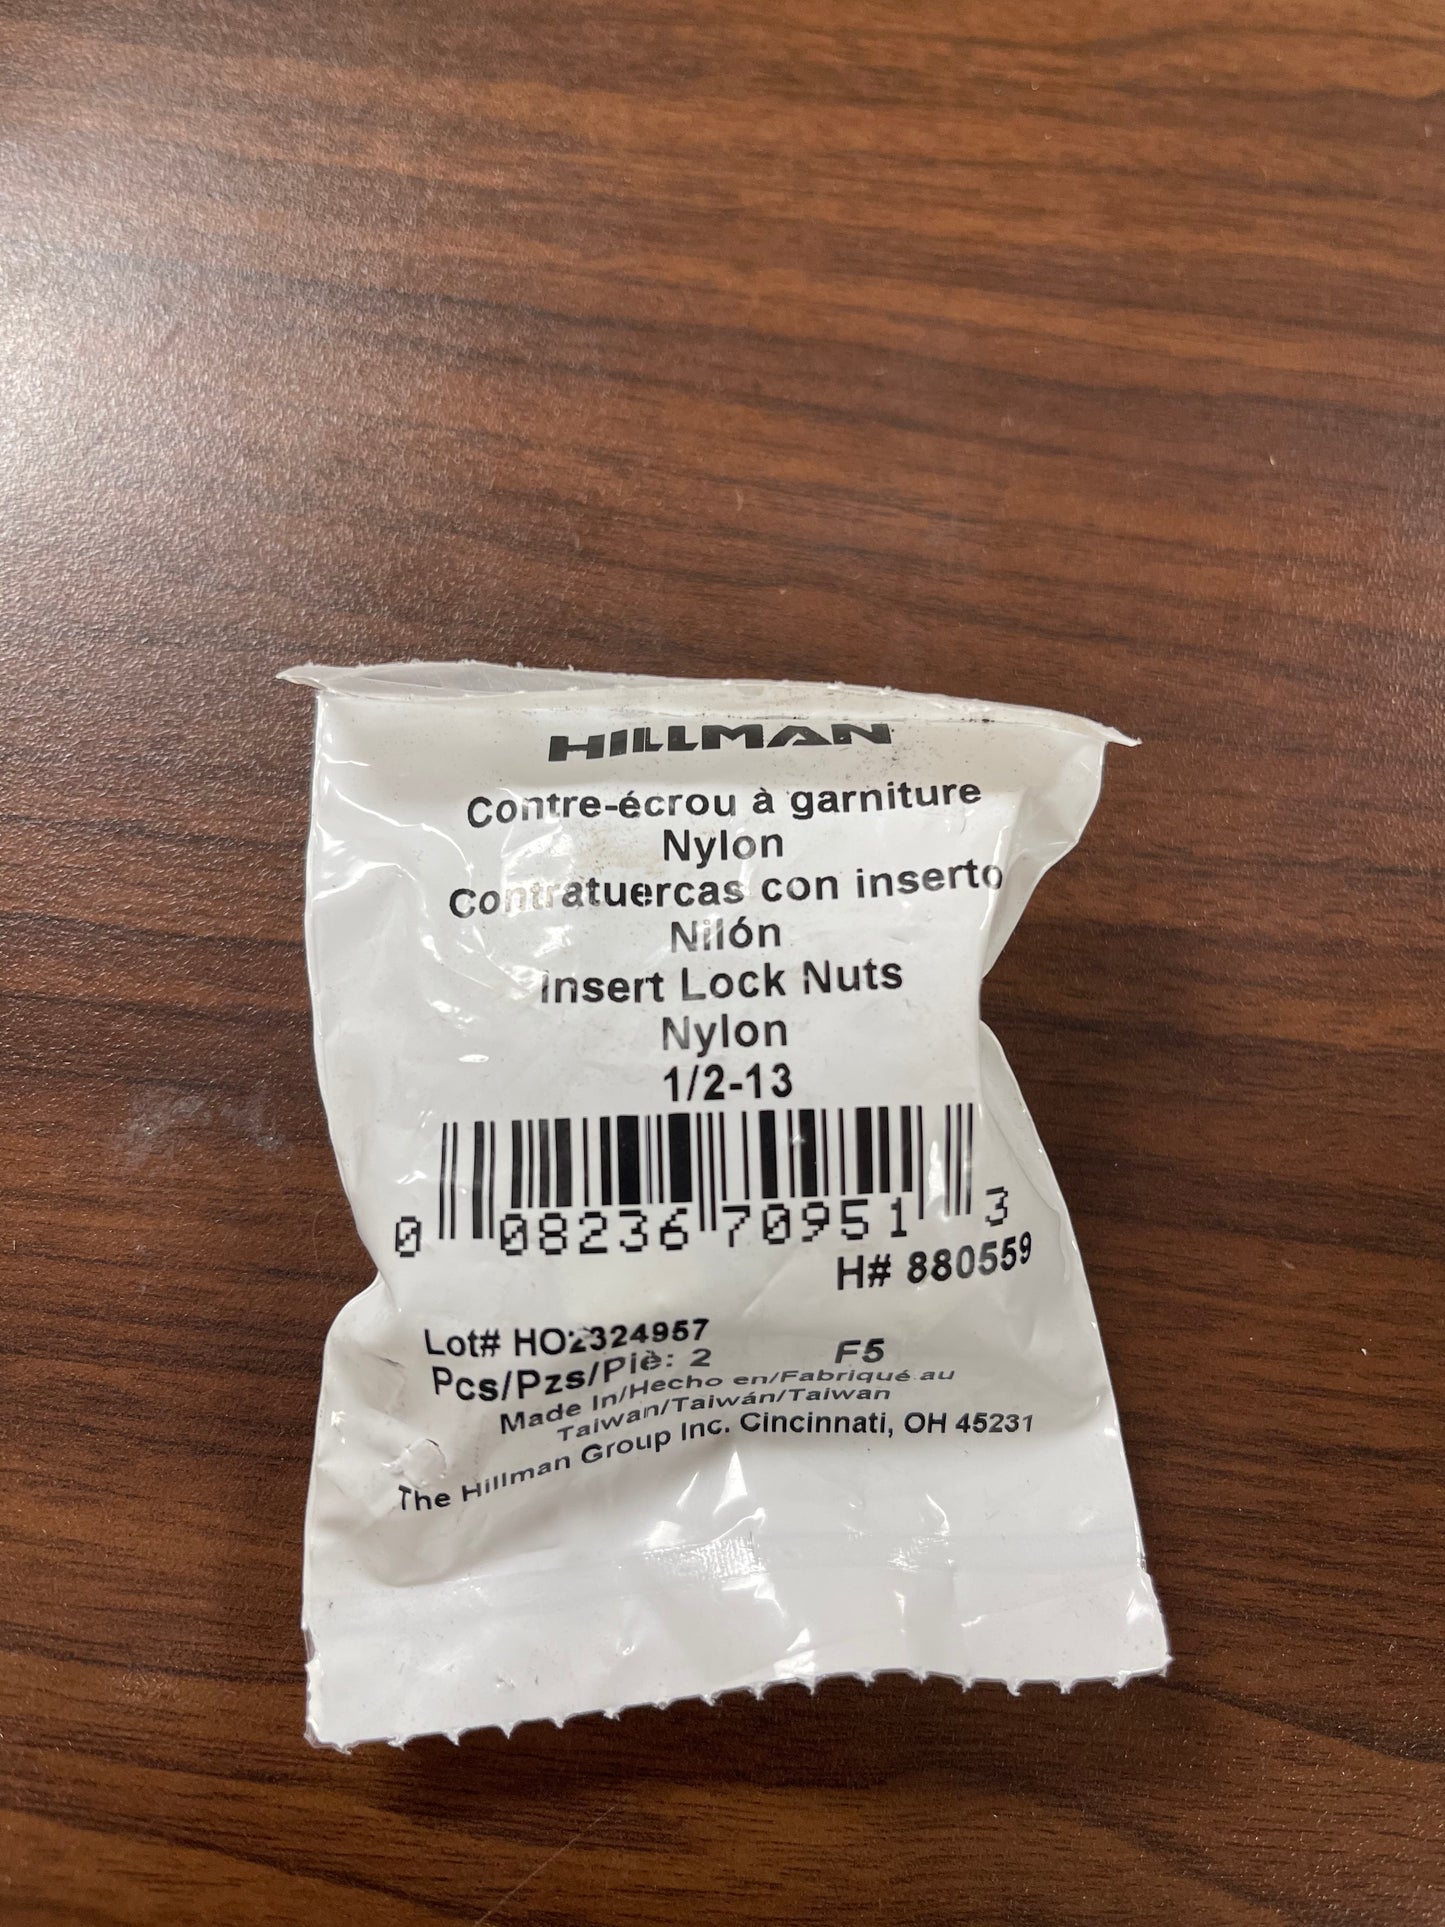 HILLMAN
Contre-écrou à garniture
Nylon
Contratuercas con inserto
Nilón
Insert Lock Nuts
Nylon
1/2-13
0 08236 70951 3
H# 880559
Lot# HO2324957
Pcs/Pzs/Piè: 2 F5
Made In/Hecho en/Fabriqué au
Taiwan/Taiwán/Taiwan
The Hillman Group Inc. Cincinnati, OH 45231